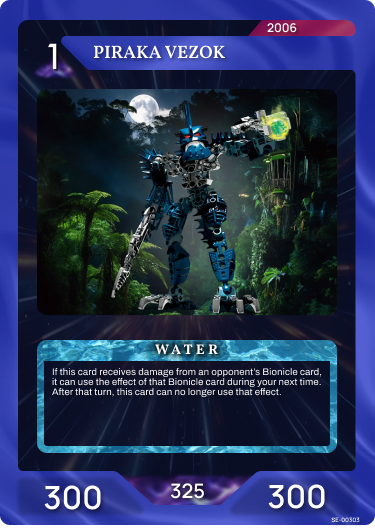 2006
1
PIRAKA VEZOK
WATER
If this card receives damage from an opponent's Bionicle card,
it can use the effect of that Bionicle card during your next time.
After that turn, this card can no longer use that effect.
300
325
300
SE-00303